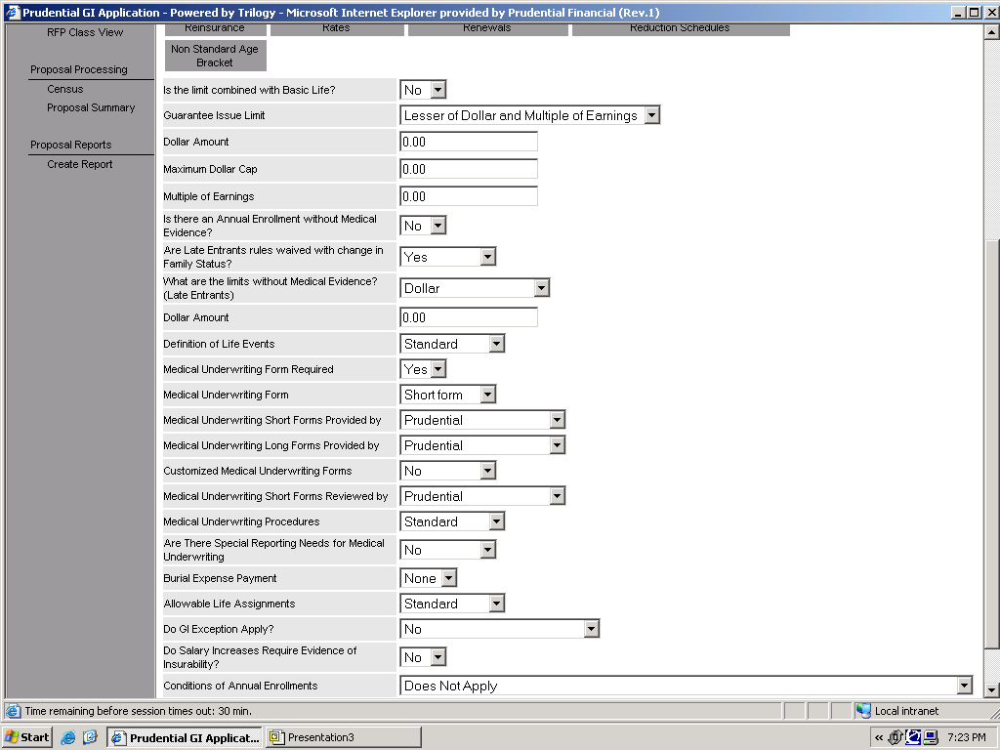 Prudential GI Application - Powered by Trilogy - Microsoft Internet Explorer provided by Prudential Financial (Rev.1)
RFP Class View
Reinsurance
Rates
Renewals
Reduction Schedules
Non Standard Age
Bracket
Proposal Processing
Census
Proposal Summary
Proposal Reports
Create Report
Is the limit combined with Basic Life? No
Guarantee Issue Limit Lesser of Dollar and Multiple of Earnings
Dollar Amount 0.00
Maximum Dollar Cap 0.00
Multiple of Earnings 0.00
Is there an Annual Enrollment without Medical
Evidence? No
Are Late Entrants rules waived with change in
Family Status? Yes
What are the limits without Medical Evidence?
(Late Entrants) Dollar
Dollar Amount 0.00
Definition of Life Events Standard
Medical Underwriting Form Required Yes
Medical Underwriting Form Short form
Medical Underwriting Short Forms Provided by Prudential
Medical Underwriting Long Forms Provided by Prudential
Customized Medical Underwriting Forms No
Medical Underwriting Short Forms Reviewed by Prudential
Medical Underwriting Procedures Standard
Are There Special Reporting Needs for Medical
Underwriting No
Burial Expense Payment None
Allowable Life Assignments Standard
Do GI Exception Apply? No
Do Salary Increases Require Evidence of
Insurability? No
Conditions of Annual Enrollments Does Not Apply
Time remaining before session times out: 30 min.
Local intranet
Start
Prudential GI Applicat...
Presentation3
7:23 PM